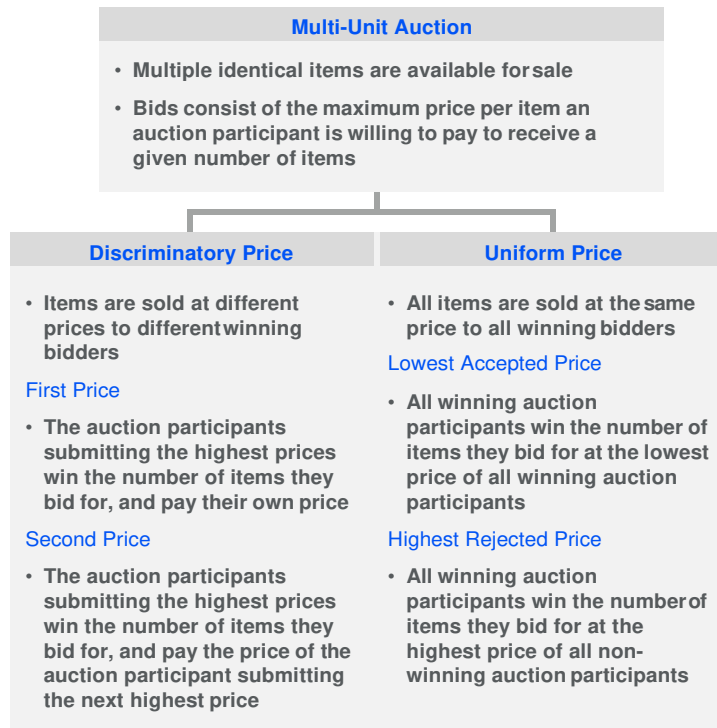 Multi-Unit Auction
• Multiple identical items are available for sale
• Bids consist of the maximum price per item an
auction participant is willing to pay to receive a
given number of items
Discriminatory Price
• Items are sold at different
prices to different winning
bidders
First Price
• The auction participants
submitting the highest prices
win the number of items they
bid for, and pay their own price
Second Price
• The auction participants
submitting the highest prices
win the number of items they
bid for, and pay the price of the
auction participant submitting
the next highest price
Uniform Price
• All items are sold at the same
price to all winning bidders
Lowest Accepted Price
• All winning auction
participants win the number of
items they bid for at the lowest
price of all winning auction
participants
Highest Rejected Price
• All winning auction
participants win the number of
items they bid for at the
highest price of all non-
winning auction participants